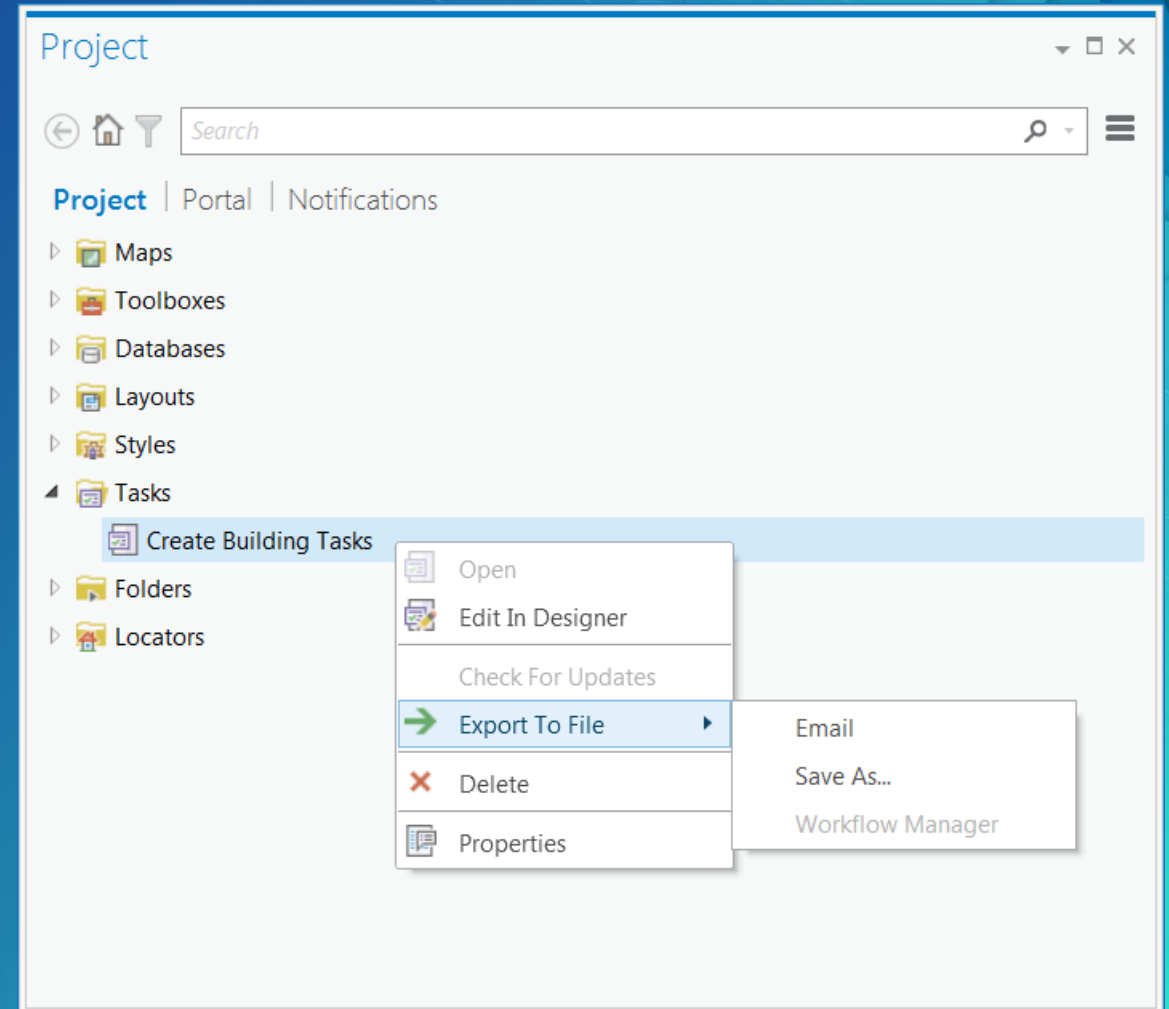 Project
Search
Project | Portal | Notifications
Maps
Toolboxes
Databases
Layouts
Styles
Tasks
Create Building Tasks
Folders
Locators
Open
Edit In Designer
Check For Updates
Export To File
Delete
Properties
Email
Save As...
Workflow Manager